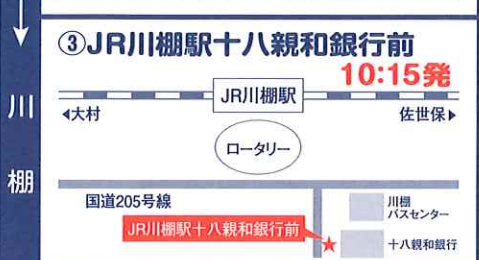 川棚
③JR川棚駅十八親和銀行前
10:15発
JR川棚駅
◀大村
佐世保▶
ロータリー
国道205号線
川棚
バスセンター
JR川棚駅十八親和銀行前
十八親和銀行